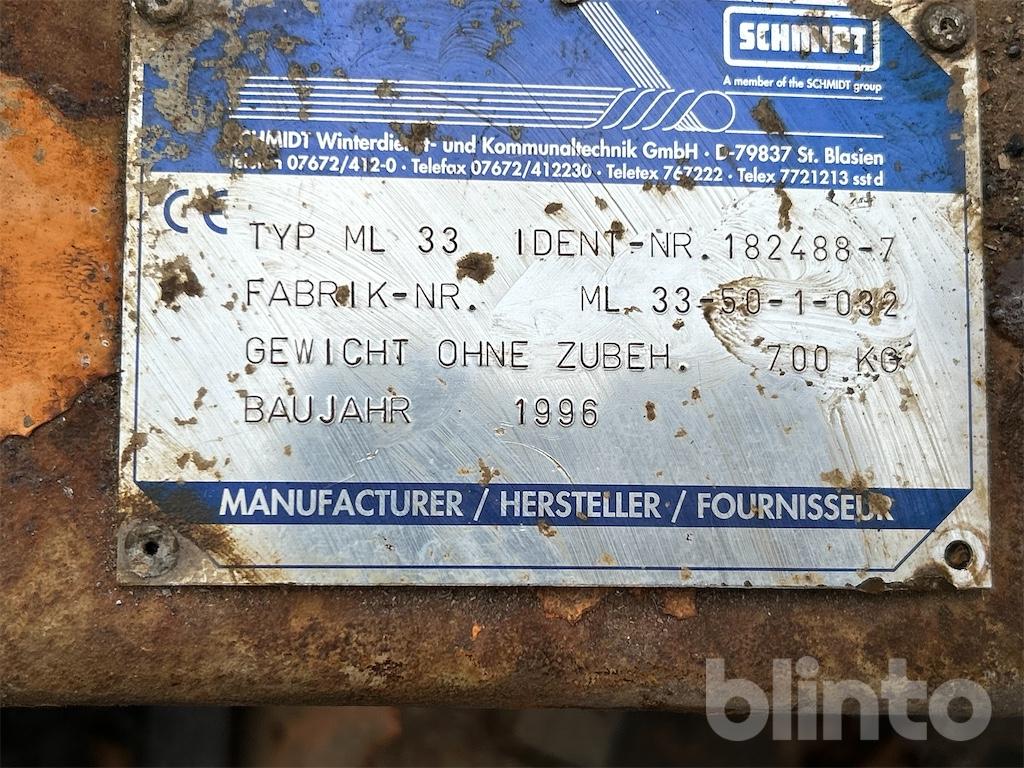 SCHMIDT
A member of the SCHMIDT group
SCHMIDT Winterdienst- und Kommunaltechnik GmbH · D-79837 St. Blasien
Telefon 07672/412-0 · Telefax 07672/412230 · Teletex 767222 · Telex 7721213 sst d
CE TYP ML 33 IDENT-NR. 182488-7
FABRIK-NR. ML 33-50-1-032
GEWICHT OHNE ZUBEH. 700 KG
BAUJAHR 1996
MANUFACTURER / HERSTELLER / FOURNISSEUR
blinto